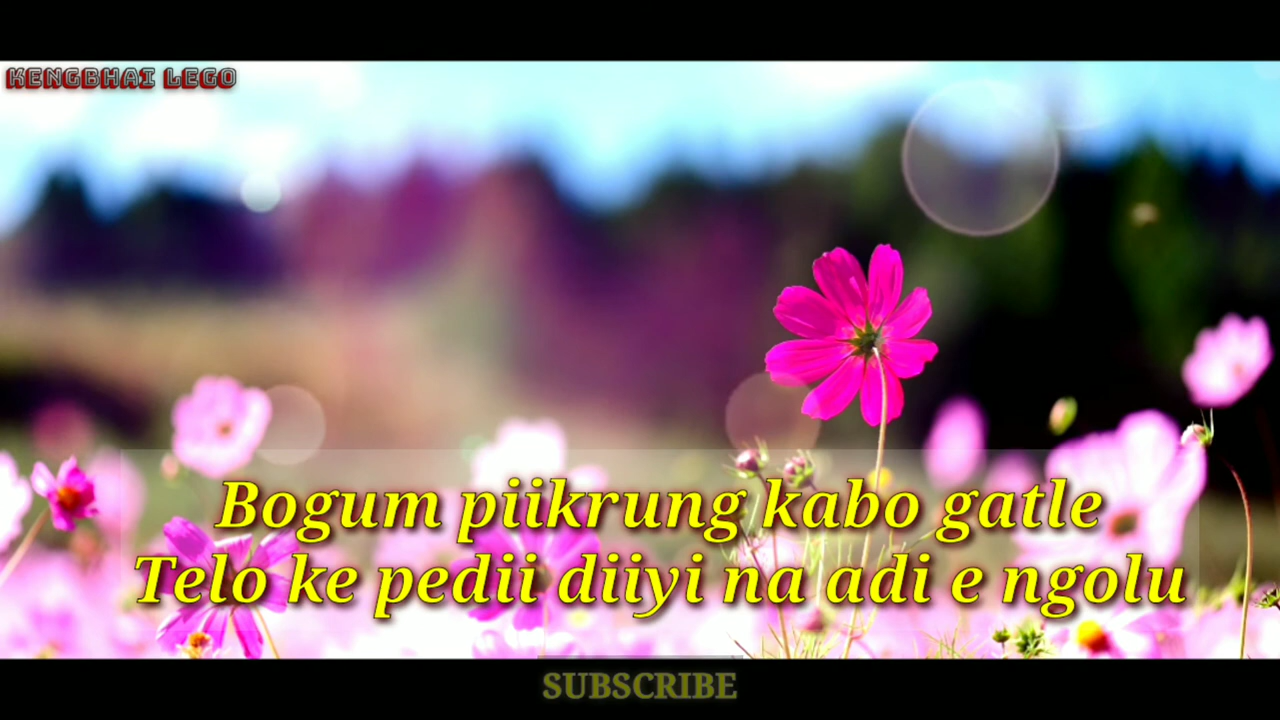 KENGBHAI LEGO
Bogum piikrung kabo gatle
Telo ke pedii diiyi na adi e ngolu
SUBSCRIBE